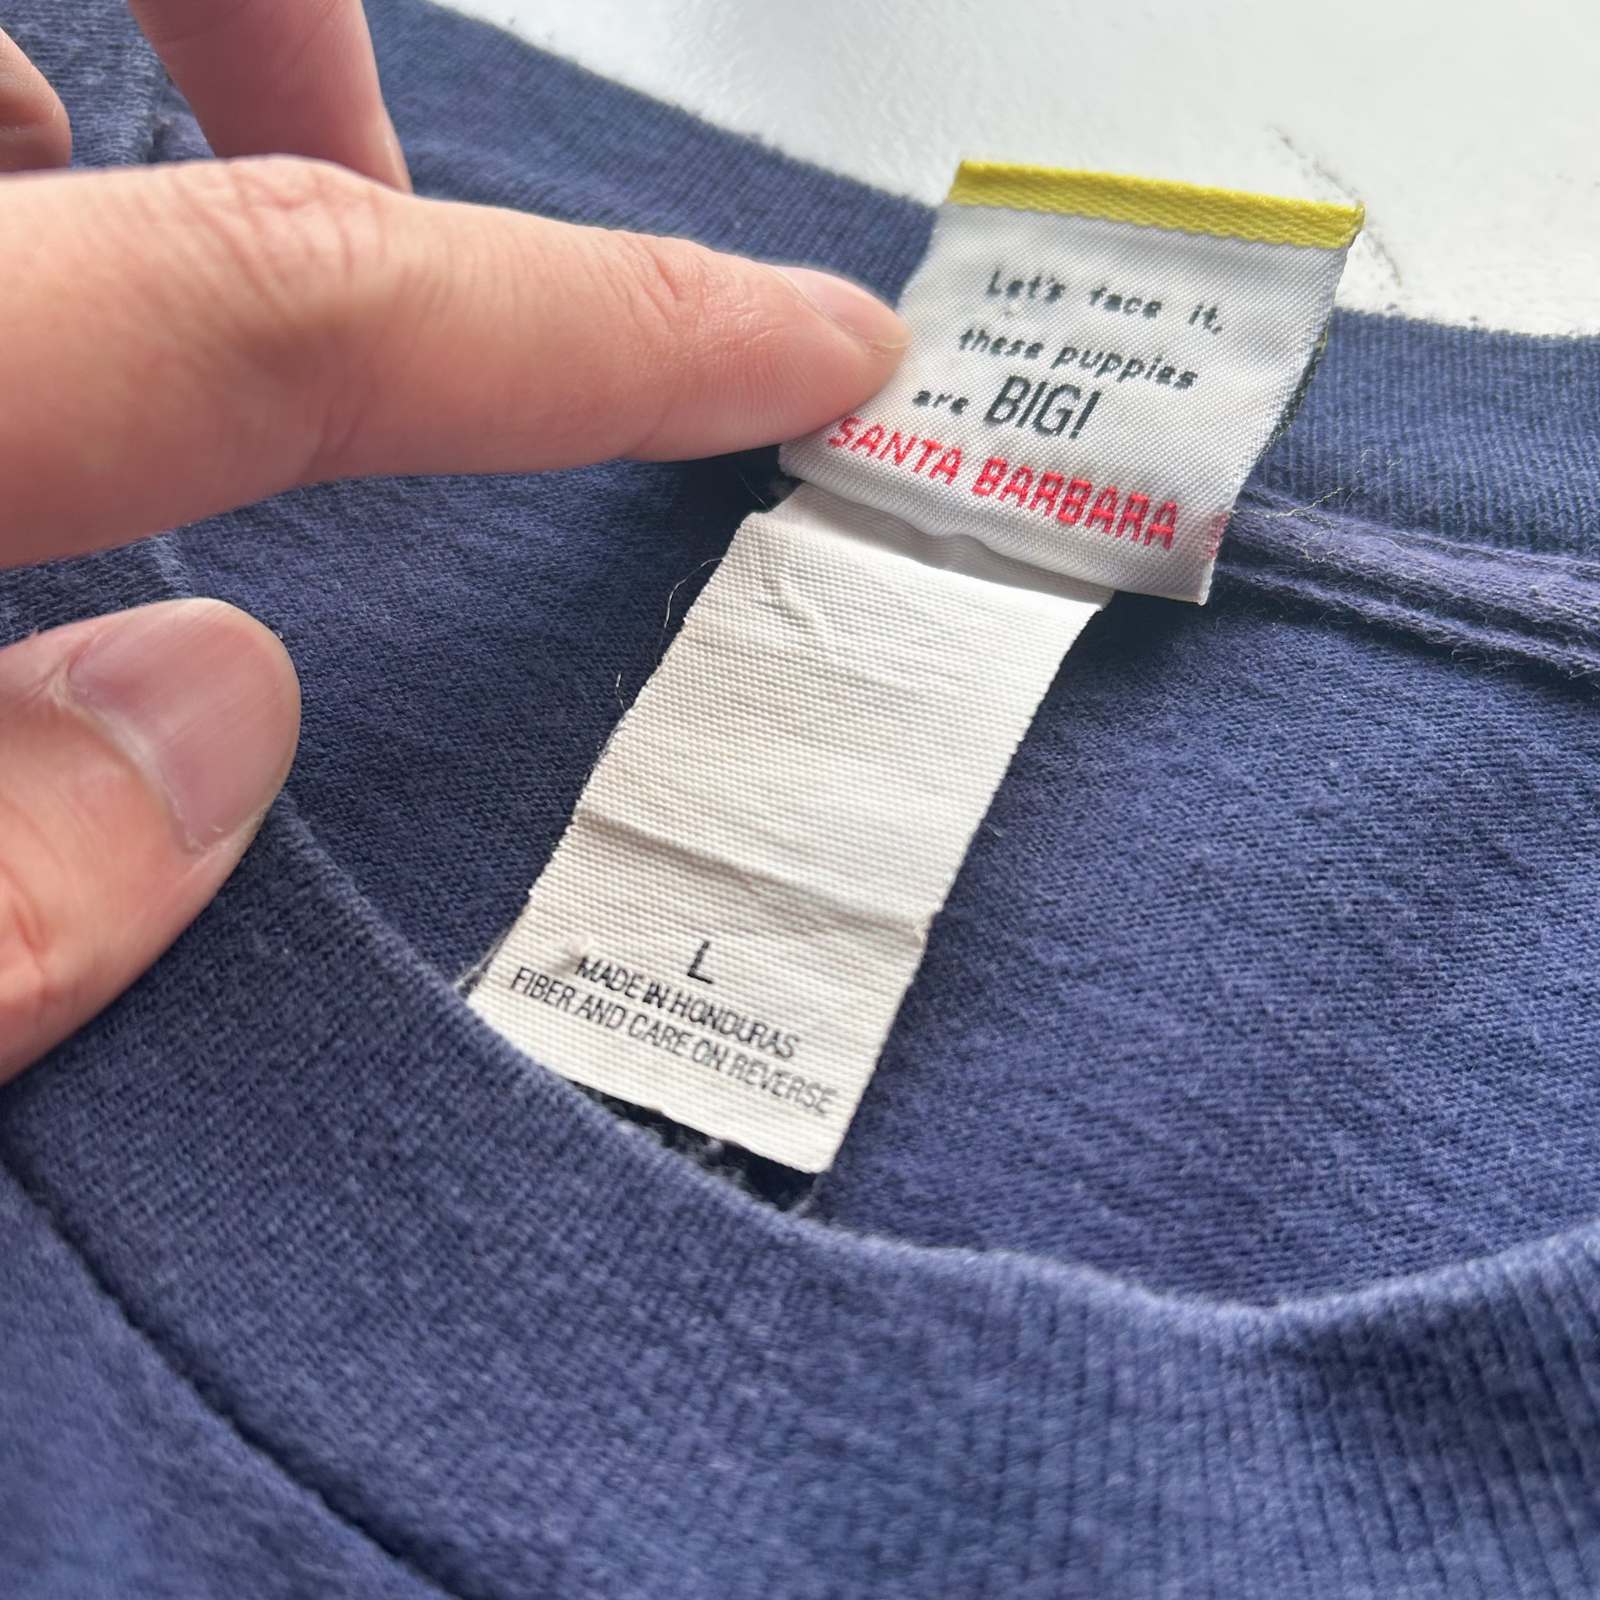 Let's face it,
these puppies
are BIG!
SANTA BARBARA
L
MADE IN HONDURAS
FIBER AND CARE ON REVERSE